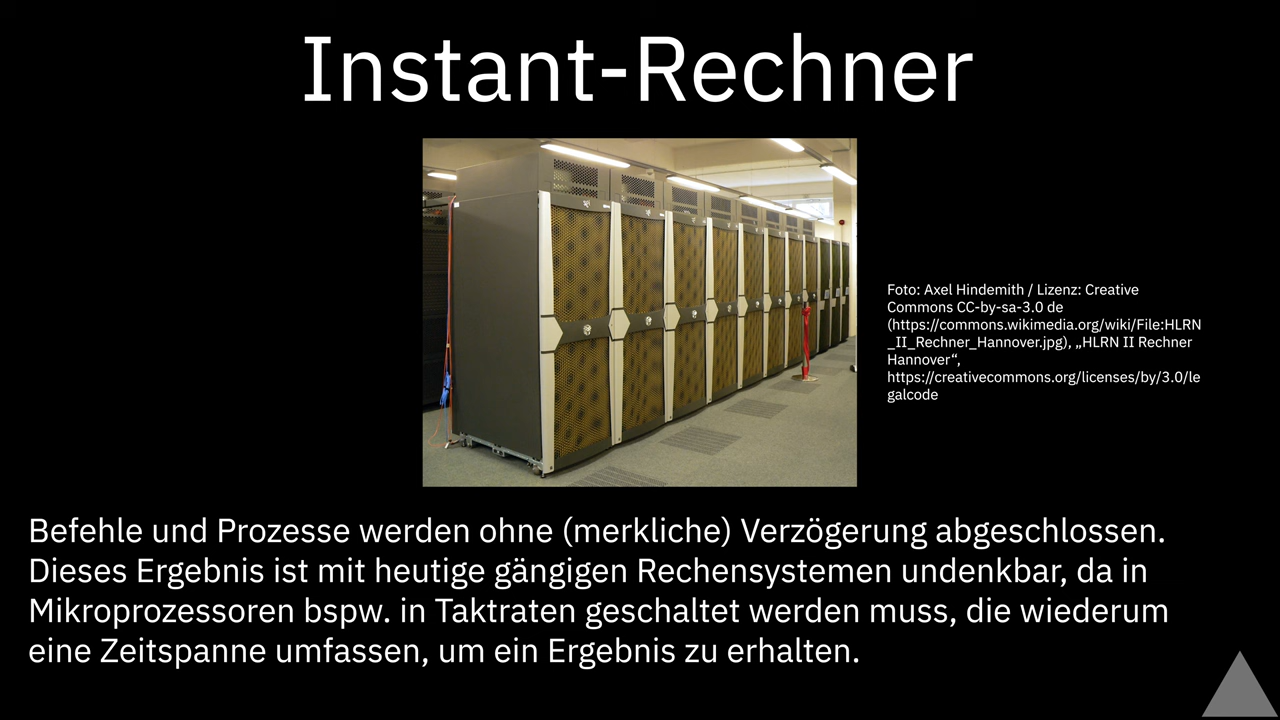 Instant-Rechner
Foto: Axel Hindemith / Lizenz: Creative
Commons CC-by-sa-3.0 de
(https://commons.wikimedia.org/wiki/File:HLRN
_II_Rechner_Hannover.jpg), „HLRN II Rechner
Hannover“,
https://creativecommons.org/licenses/by/3.0/le
galcode
Befehle und Prozesse werden ohne (merkliche) Verzögerung abgeschlossen.
Dieses Ergebnis ist mit heutige gängigen Rechensystemen undenkbar, da in
Mikroprozessoren bspw. in Taktraten geschaltet werden muss, die wiederum
eine Zeitspanne umfassen, um ein Ergebnis zu erhalten.